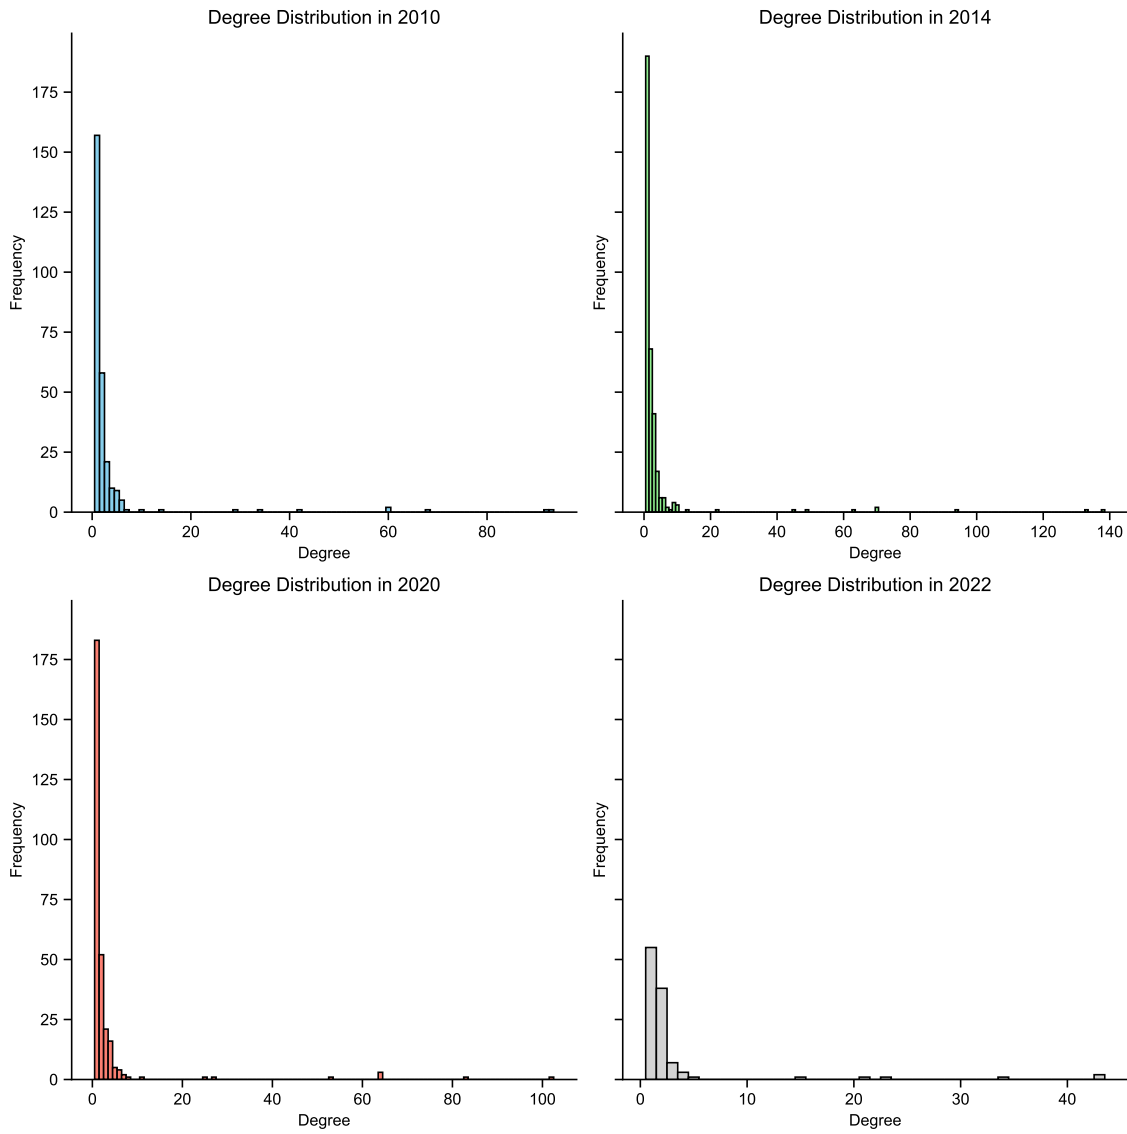 Degree Distribution in 2010
175
150
125
100
75
50
25
0
Frequency
0 20 40 60 80
Degree
Degree Distribution in 2014
Frequency
0 20 40 60 80 100 120 140
Degree
Degree Distribution in 2020
175
150
125
100
75
50
25
0
Frequency
0 20 40 60 80 100
Degree
Degree Distribution in 2022
Frequency
0 10 20 30 40
Degree